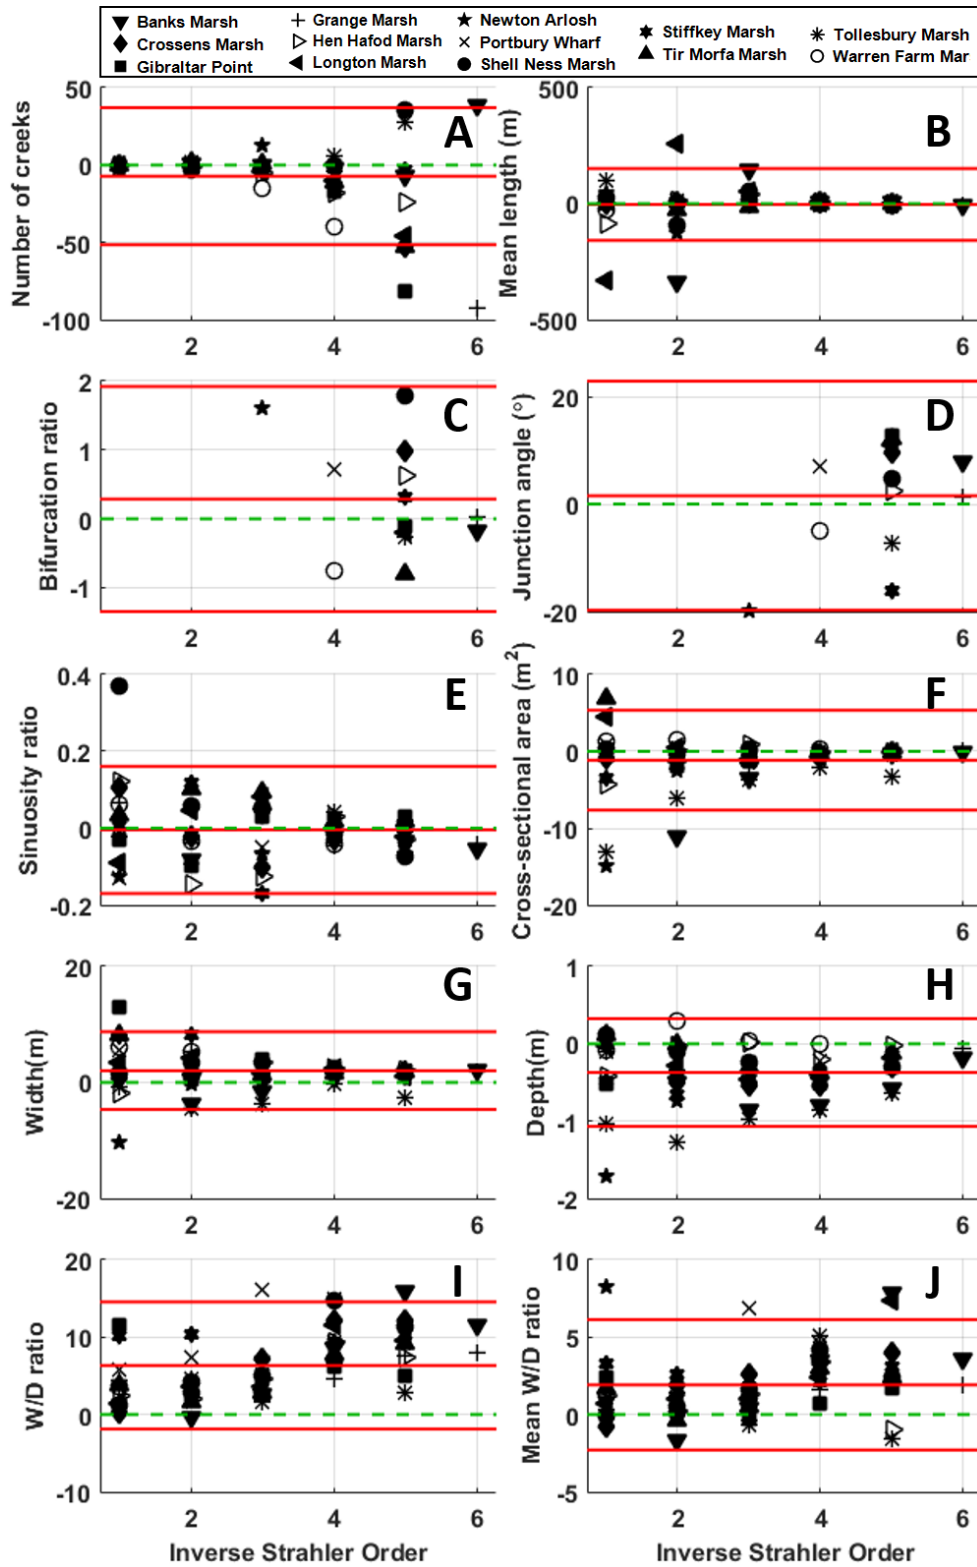 Banks Marsh Grange Marsh Newton Arlosh Stiffkey Marsh Tollesbury Marsh
Crossens Marsh Hen Hafod Marsh Portbury Wharf Tir Morfa Marsh Warren Farm Mar
Gibraltar Point Longton Marsh Shell Ness Marsh
A
Number of creeks
50
0
-50
-100
2 4 6
B
Mean length (m)
500
0
-500
2 4 6
C
Bifurcation ratio
2
1
0
-1
2 4 6
D
Junction angle (°)
20
0
-20
2 4 6
E
Sinuosity ratio
0.4
0.2
0
-0.2
2 4 6
F
Cross-sectional area (m²)
10
0
-10
-20
2 4 6
G
Width(m)
20
0
-20
2 4 6
H
Depth(m)
1
0
-1
-2
2 4 6
I
W/D ratio
20
10
0
-10
2 4 6
Inverse Strahler Order
J
Mean W/D ratio
10
5
0
-5
2 4 6
Inverse Strahler Order